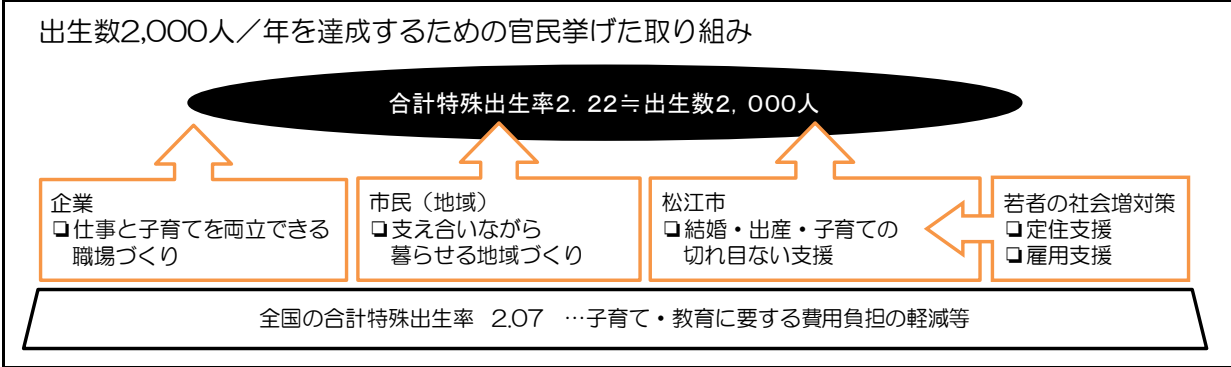 出生数2,000人／年を達成するための官民挙げた取り組み
合計特殊出生率2．22≒出生数2，000人
企業
❏仕事と子育てを両立できる
職場づくり
市民（地域）
❏支え合いながら
暮らせる地域づくり
松江市
❏結婚・出産・子育ての
切れ目ない支援
若者の社会増対策
❏定住支援
❏雇用支援
全国の合計特殊出生率　2.07　…子育て・教育に要する費用負担の軽減等